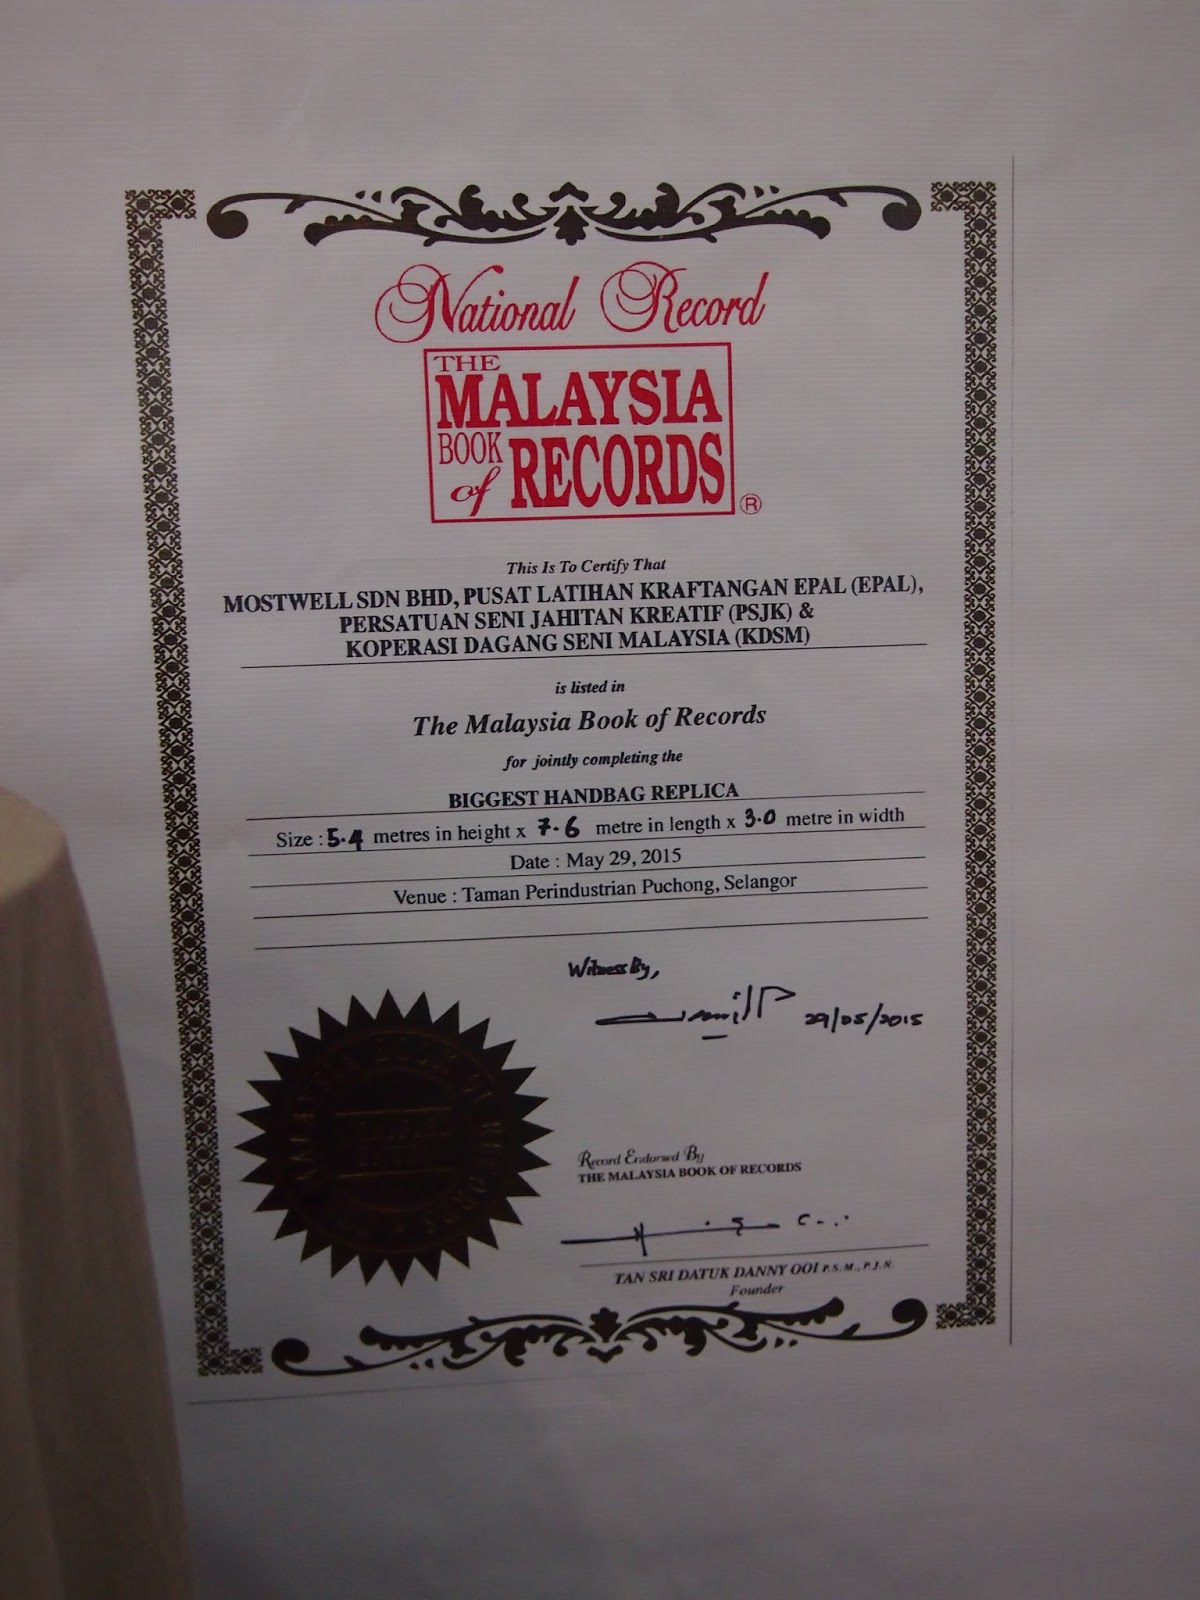 National Record
THE
MALAYSIA
BOOK
of RECORDS ®
This Is To Certify That
MOSTWELL SDN BHD, PUSAT LATIHAN KRAFTANGAN EPAL (EPAL),
PERSATUAN SENI JAHITAN KREATIF (PSJK) &
KOPERASI DAGANG SENI MALAYSIA (KDSM)
is listed in
The Malaysia Book of Records
for jointly completing the
BIGGEST HANDBAG REPLICA
Size : 5.4 metres in height x 7.6 metre in length x 3.0 metre in width
Date : May 29, 2015
Venue : Taman Perindustrian Puchong, Selangor
Witness By,
29/05/2015
Record Endorsed By
THE MALAYSIA BOOK OF RECORDS
TAN SRI DATUK DANNY OOI P.S.M., P.J.N.
Founder